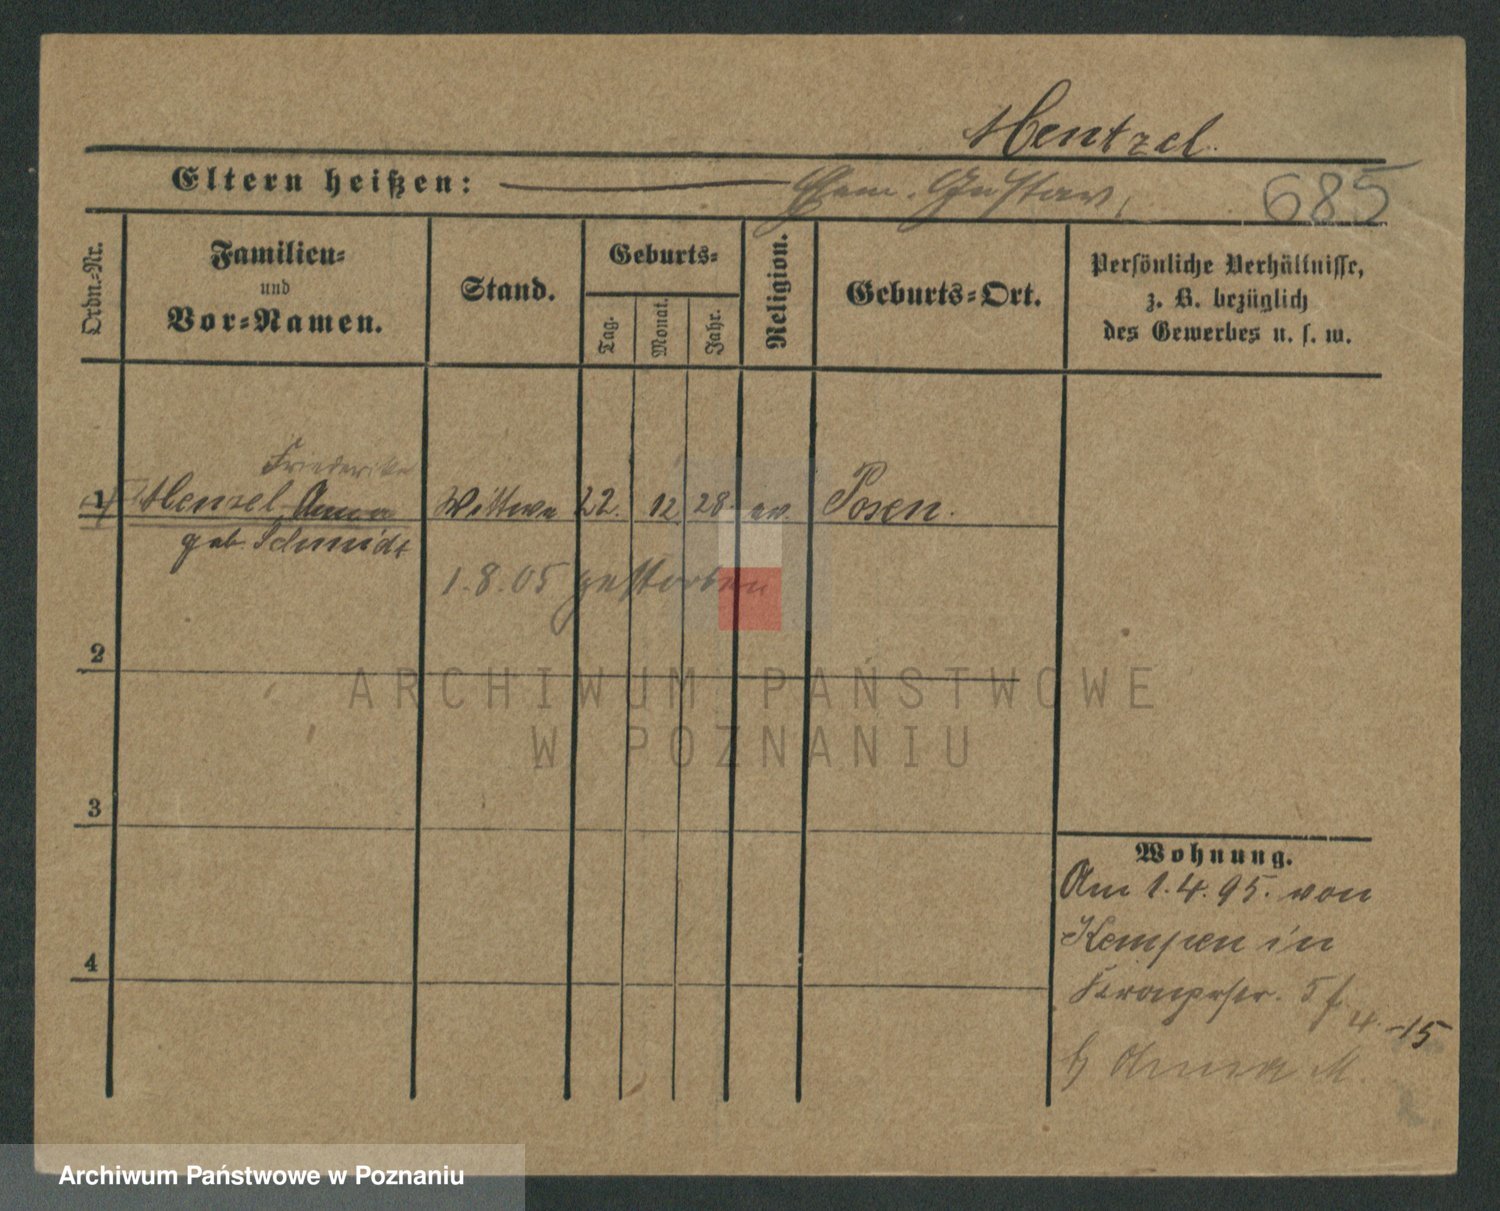 Mentzel.
Eltern heißen: Gustav,
685
Ordn.-Nr.
Familien-
und
Vor-Namen.
Stand.
Geburts-
Tag.
Monat.
Jahr.
Religion.
Geburts-Ort.
Persönliche Verhältnisse,
z. B. bezüglich
des Gewerbes u. s. w.
Friederike
1 Menzel Anna Wittwe 22. 12 28. ev. Posen.
geb. Schmidt
1.8.05 gestorben
2
ARCHIWUM PAŃSTWOWE
W POZNANIU
3
Wohnung.
Am 1.4.95. von
Kempen in
4
5
4. -15
Anna M.
Archiwum Państwowe w Poznaniu